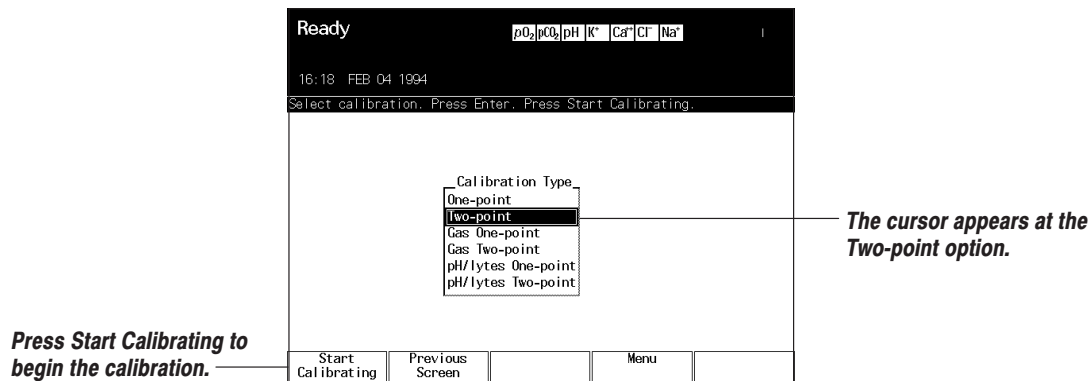 Ready
pO₂ pCO₂ pH K⁺ Ca⁺⁺ Cl⁻ Na⁺
16:18 FEB 04 1994
Select calibration. Press Enter. Press Start Calibrating.
Calibration Type
One-point
Two-point
Gas One-point
Gas Two-point
pH/lytes One-point
pH/lytes Two-point
The cursor appears at the
Two-point option.
Press Start Calibrating to
begin the calibration.
Start
Calibrating
Previous
Screen
Menu